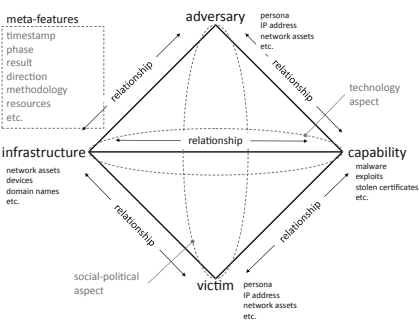 meta-features
timestamp
phase
result
direction
methodology
resources
etc.
adversary
persona
IP address
network assets
etc.
relationship
relationship
technology
aspect
relationship
infrastructure
network assets
devices
domain names
etc.
capability
malware
exploits
stolen certificates
etc.
relationship
relationship
social-political
aspect
victim
persona
IP address
network assets
etc.